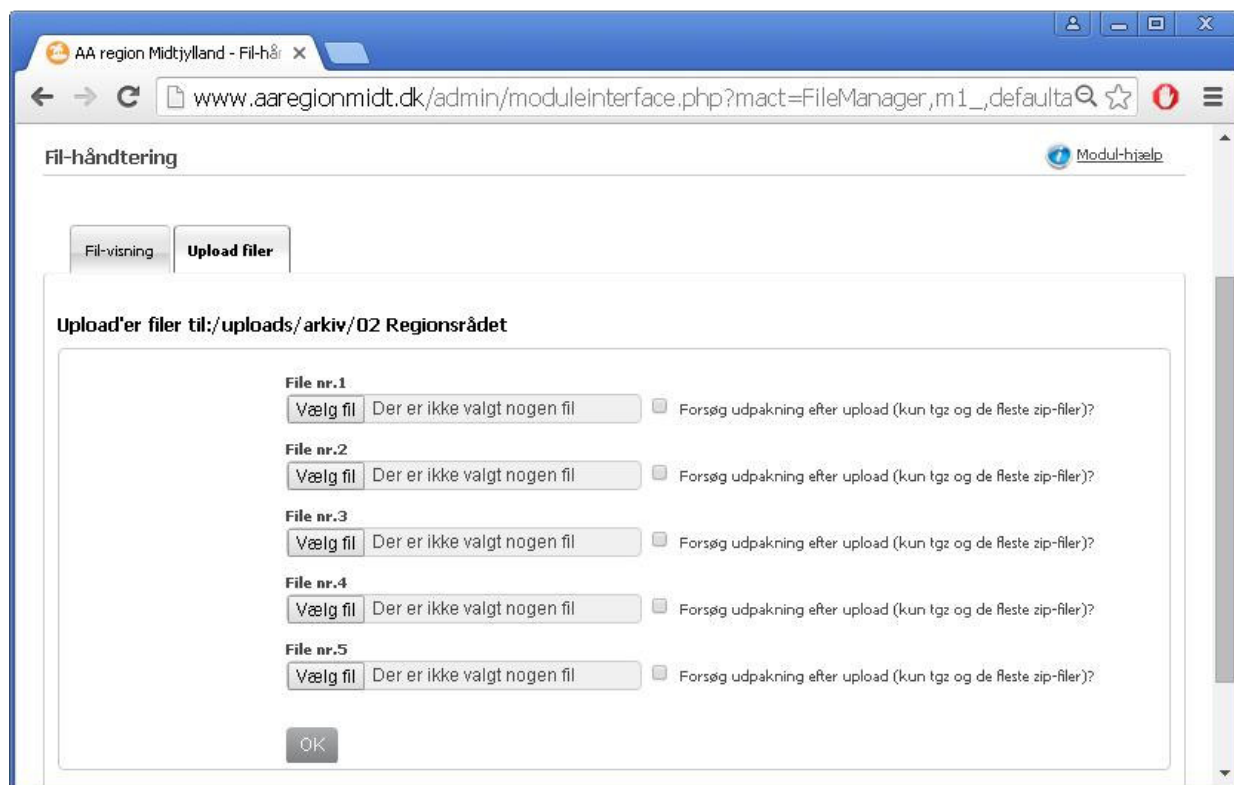 AA region Midtjylland - Fil-hår
www.aaregionmidt.dk/admin/moduleinterface.php?mact=FileManager,m1_,defaulta
Fil-håndtering
Modul-hjælp
Fil-visning
Upload filer
Upload'er filer til:/uploads/arkiv/02 Regionsrådet
File nr.1
Vælg fil Der er ikke valgt nogen fil Forsøg udpakning efter upload (kun tgz og de fleste zip-filer)?
File nr.2
Vælg fil Der er ikke valgt nogen fil Forsøg udpakning efter upload (kun tgz og de fleste zip-filer)?
File nr.3
Vælg fil Der er ikke valgt nogen fil Forsøg udpakning efter upload (kun tgz og de fleste zip-filer)?
File nr.4
Vælg fil Der er ikke valgt nogen fil Forsøg udpakning efter upload (kun tgz og de fleste zip-filer)?
File nr.5
Vælg fil Der er ikke valgt nogen fil Forsøg udpakning efter upload (kun tgz og de fleste zip-filer)?
OK